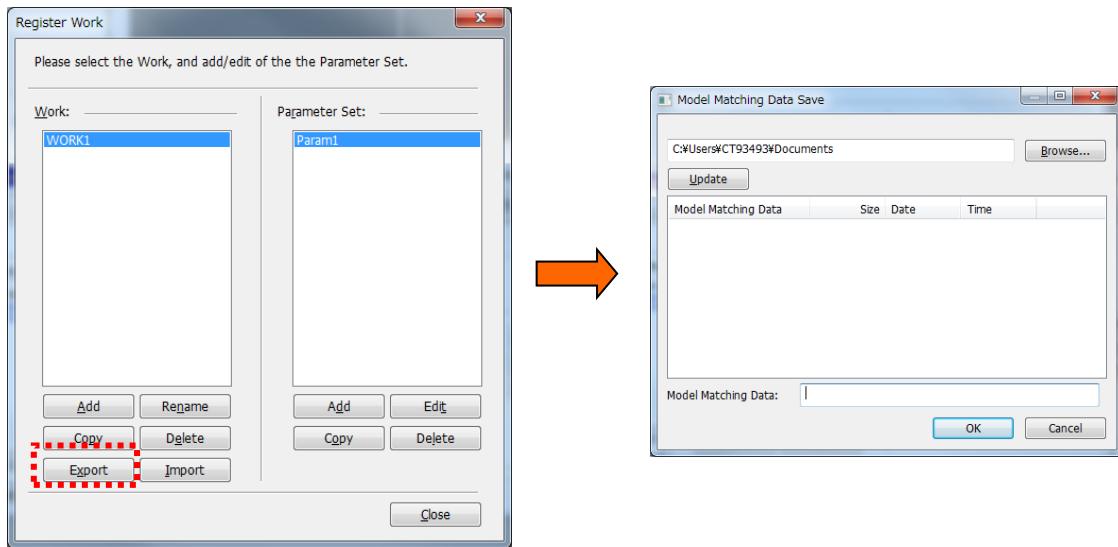 Register Work
Please select the Work, and add/edit of the the Parameter Set.
Work:
WORK1
Add Rename
Copy Delete
Export Import
Parameter Set:
Param1
Add Edit
Copy Delete
Close
Model Matching Data Save
C:¥Users¥CT93493¥Documents
Browse...
Update
Model Matching Data Size Date Time
Model Matching Data:
OK Cancel